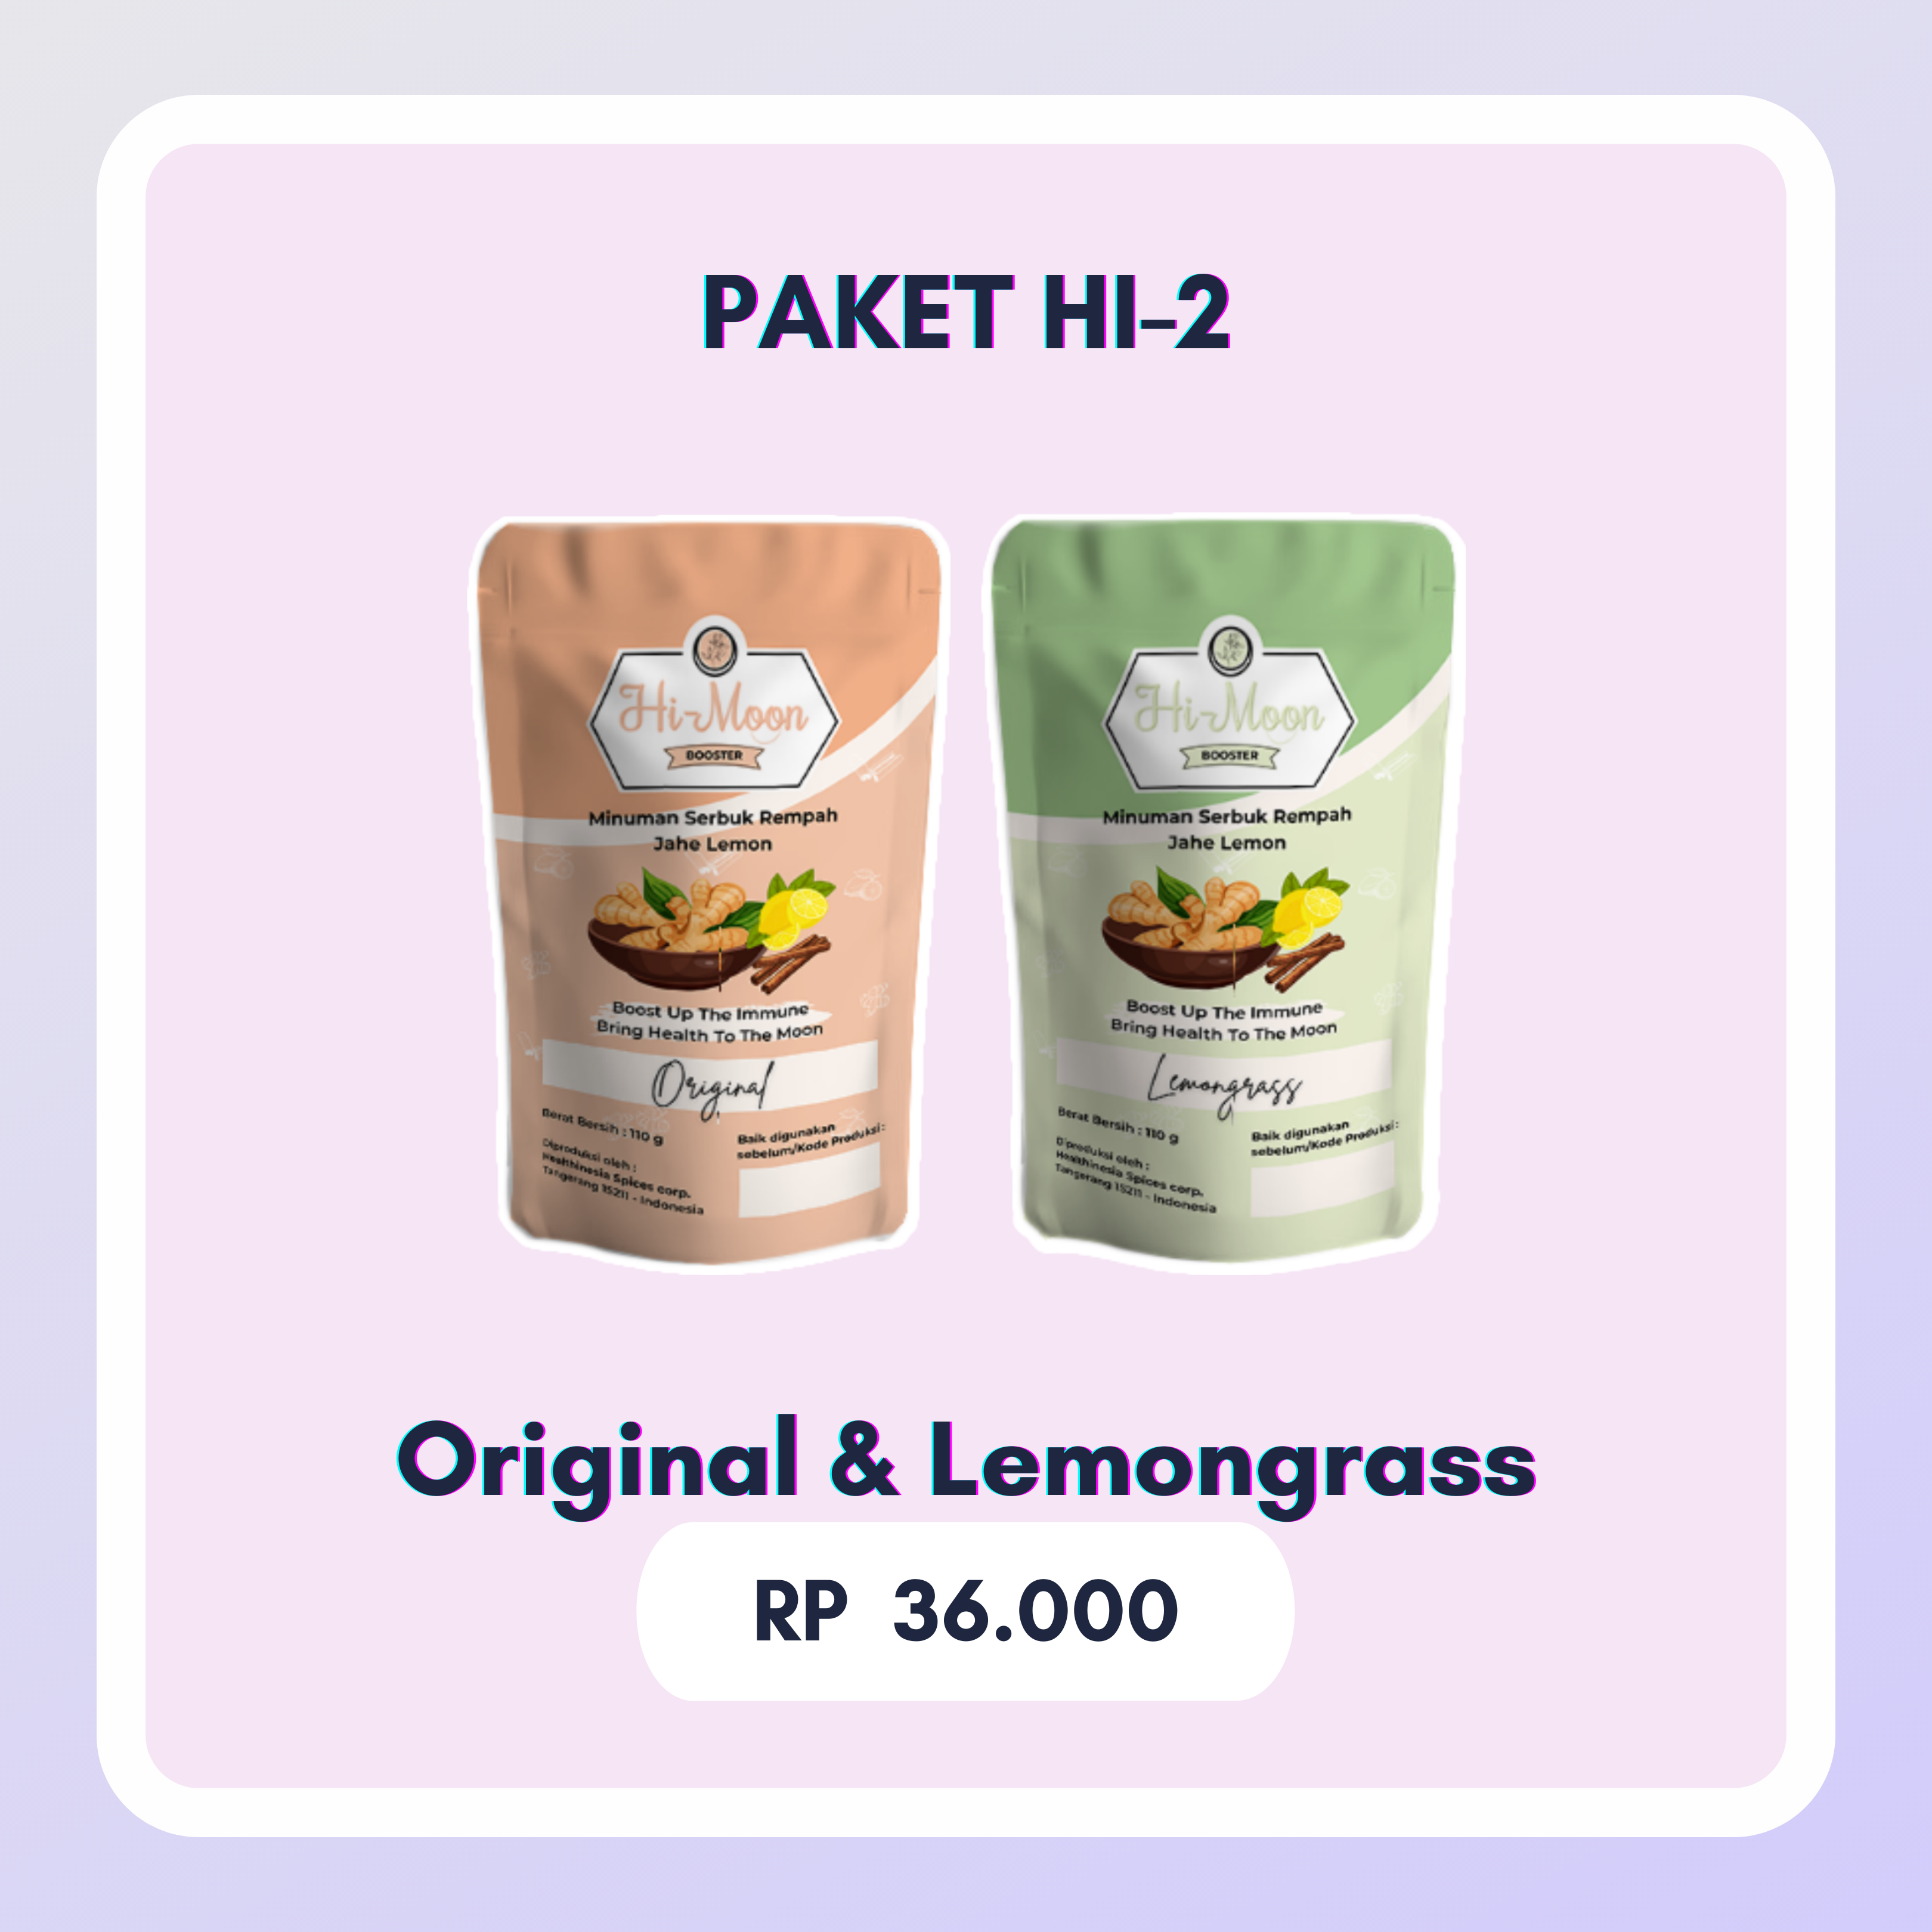 PAKET HI-2
Hi-Moon
BOOSTER
Minuman Serbuk Rempah
Jahe Lemon
Boost Up The Immune
Bring Health To The Moon
Original
Berat Bersih : 110 g
Diproduksi oleh :
Healthinesia Spices corp.
Tangerang 15211 - Indonesia
Baik digunakan
sebelum/Kode Produksi :
Hi-Moon
BOOSTER
Minuman Serbuk Rempah
Jahe Lemon
Boost Up The Immune
Bring Health To The Moon
Lemongrass
Berat Bersih : 110 g
Diproduksi oleh :
Healthinesia Spices corp.
Tangerang 15211 - Indonesia
Baik digunakan
sebelum/Kode Produksi :
Original & Lemongrass
RP 36.000